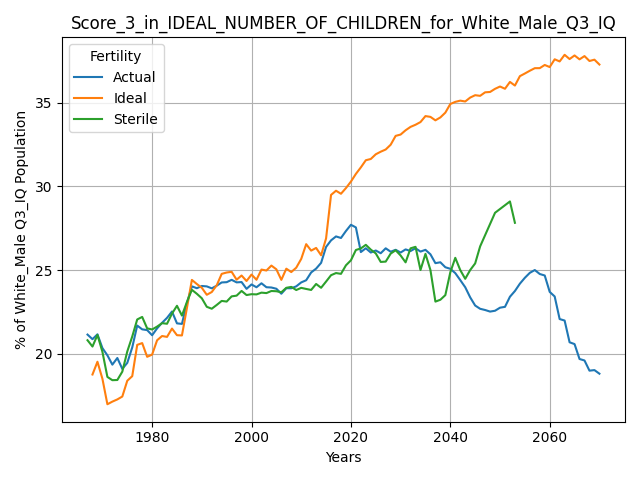 Score_3_in_IDEAL_NUMBER_OF_CHILDREN_for_White_Male_Q3_IQ
Fertility
Actual
Ideal
Sterile
% of White_Male Q3_IQ Population
35
30
25
20
1980
2000
2020
2040
2060
Years